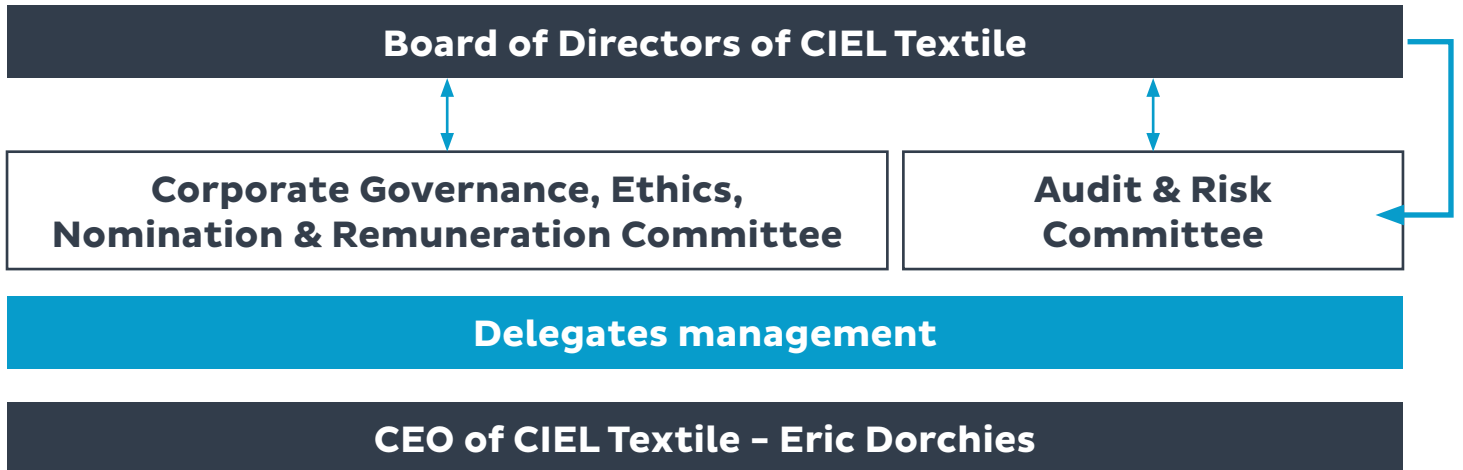 Board of Directors of CIEL Textile
Corporate Governance, Ethics,
Nomination & Remuneration Committee
Audit & Risk
Committee
Delegates management
CEO of CIEL Textile – Eric Dorchies